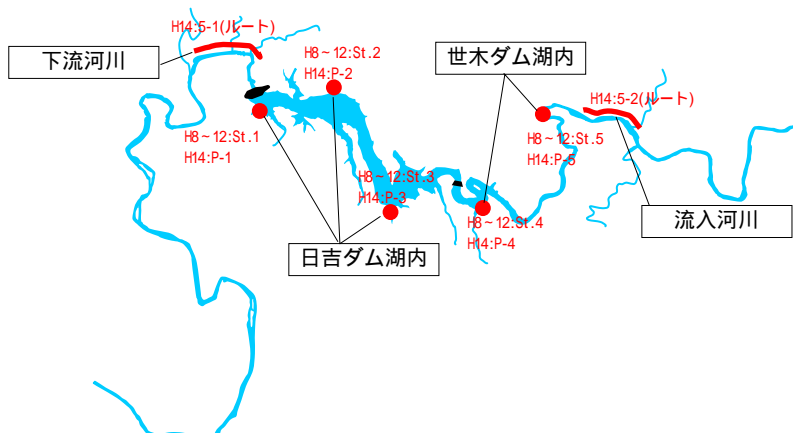 H14:5-1(ルート)
下流河川
H8~12:St.2
H14:P-2
世木ダム湖内
H14:5-2(ルート)
H8~12:St.1
H14:P-1
H8~12:St.5
H14:P-5
H8~12:St.3
H14:P-3
H8~12:St.4
H14:P-4
流入河川
日吉ダム湖内